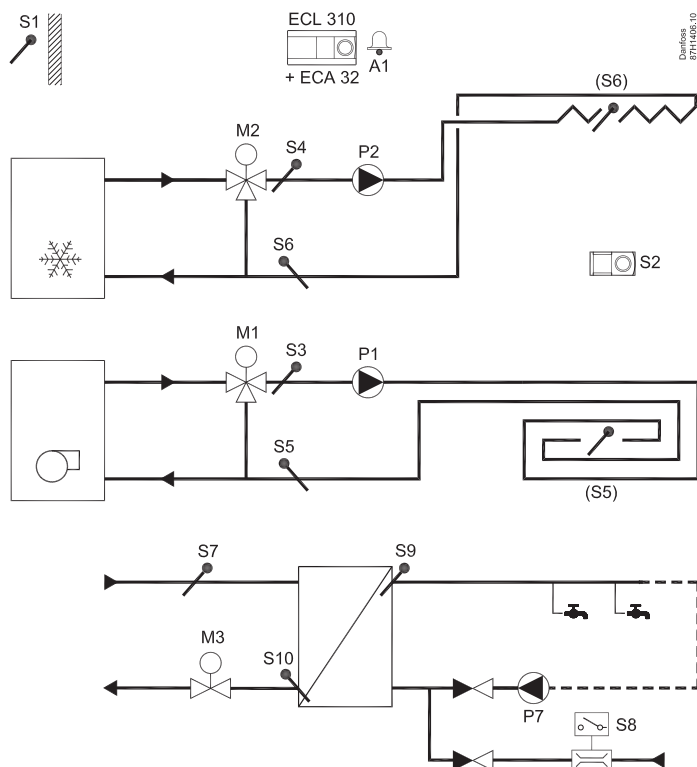 S1
ECL 310
+ ECA 32
A1
Danfoss
87H1406.10
(S6)
M2
S4
P2
S6
S2
M1
S3
P1
S5
(S5)
S7
S9
M3
S10
P7
S8